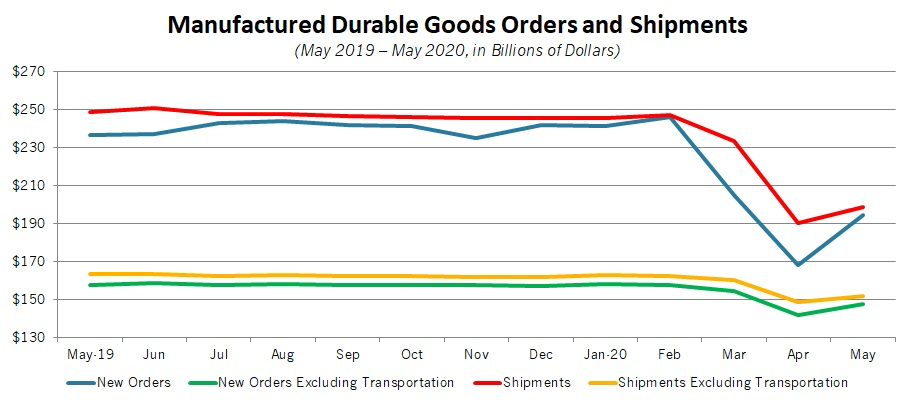 Manufactured Durable Goods Orders and Shipments
(May 2019 – May 2020, in Billions of Dollars)
$270
$250
$230
$210
$190
$170
$150
$130
May-19 Jun Jul Aug Sep Oct Nov Dec Jan-20 Feb Mar Apr May
New Orders New Orders Excluding Transportation Shipments Shipments Excluding Transportation